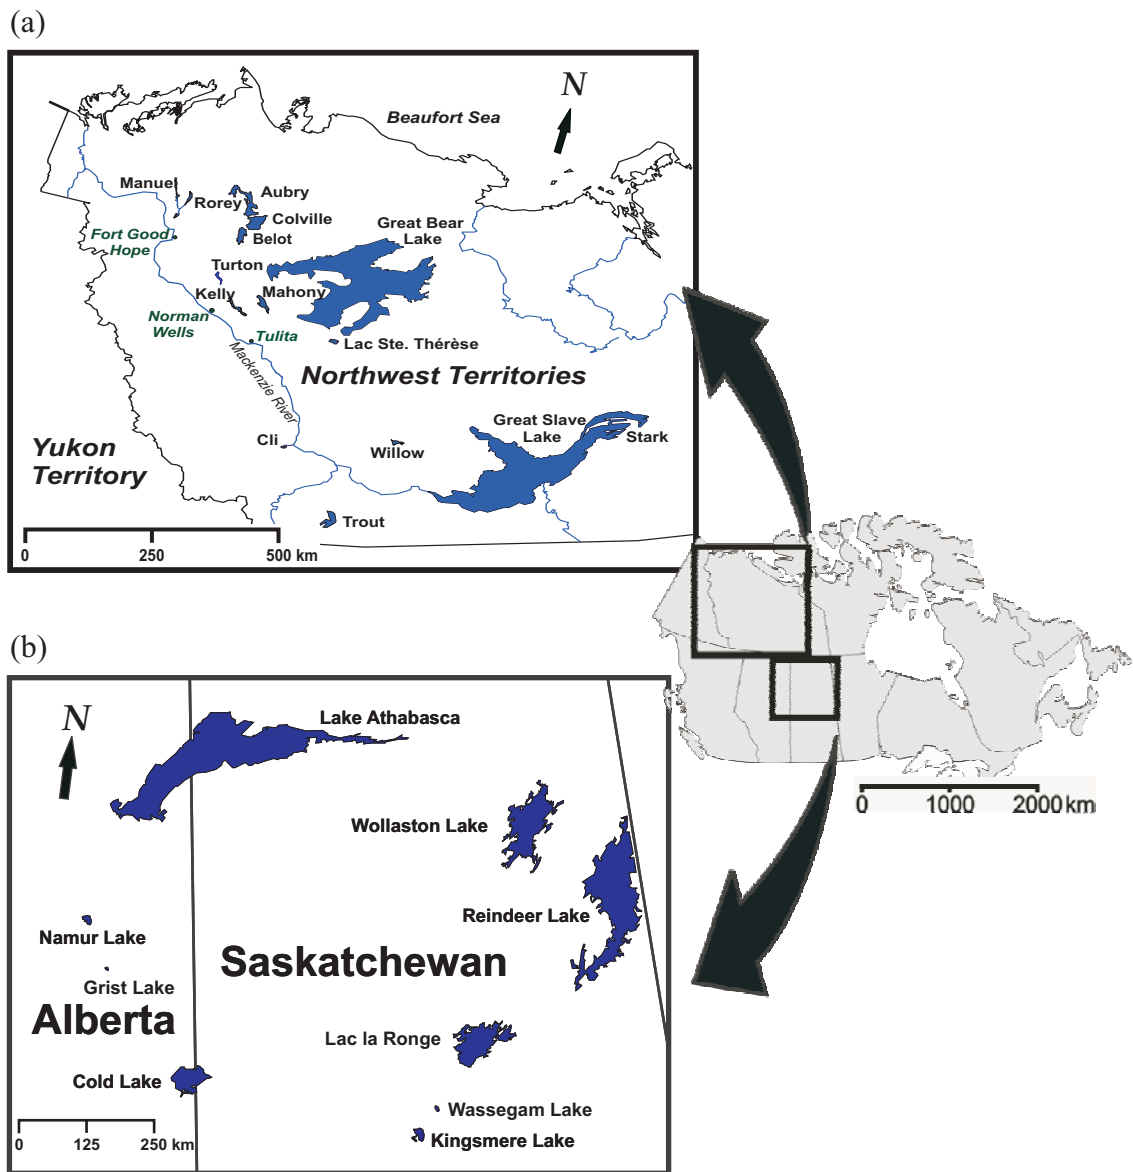 (a)
N
Beaufort Sea
Manuel
Rorey
Aubry
Colville
Belot
Great Bear
Lake
Fort Good
Hope
Turton
Kelly
Mahony
Norman
Wells
Tulita
Lac Ste. Thérèse
Mackenzie River
Northwest Territories
Great Slave
Lake
Stark
Cli
Willow
Yukon
Territory
Trout
0 250 500 km
(b)
N
Lake Athabasca
Wollaston Lake
Reindeer Lake
Namur Lake
Saskatchewan
Grist Lake
Alberta
Lac la Ronge
Cold Lake
Wassegam Lake
Kingsmere Lake
0 125 250 km
0 1000 2000 km